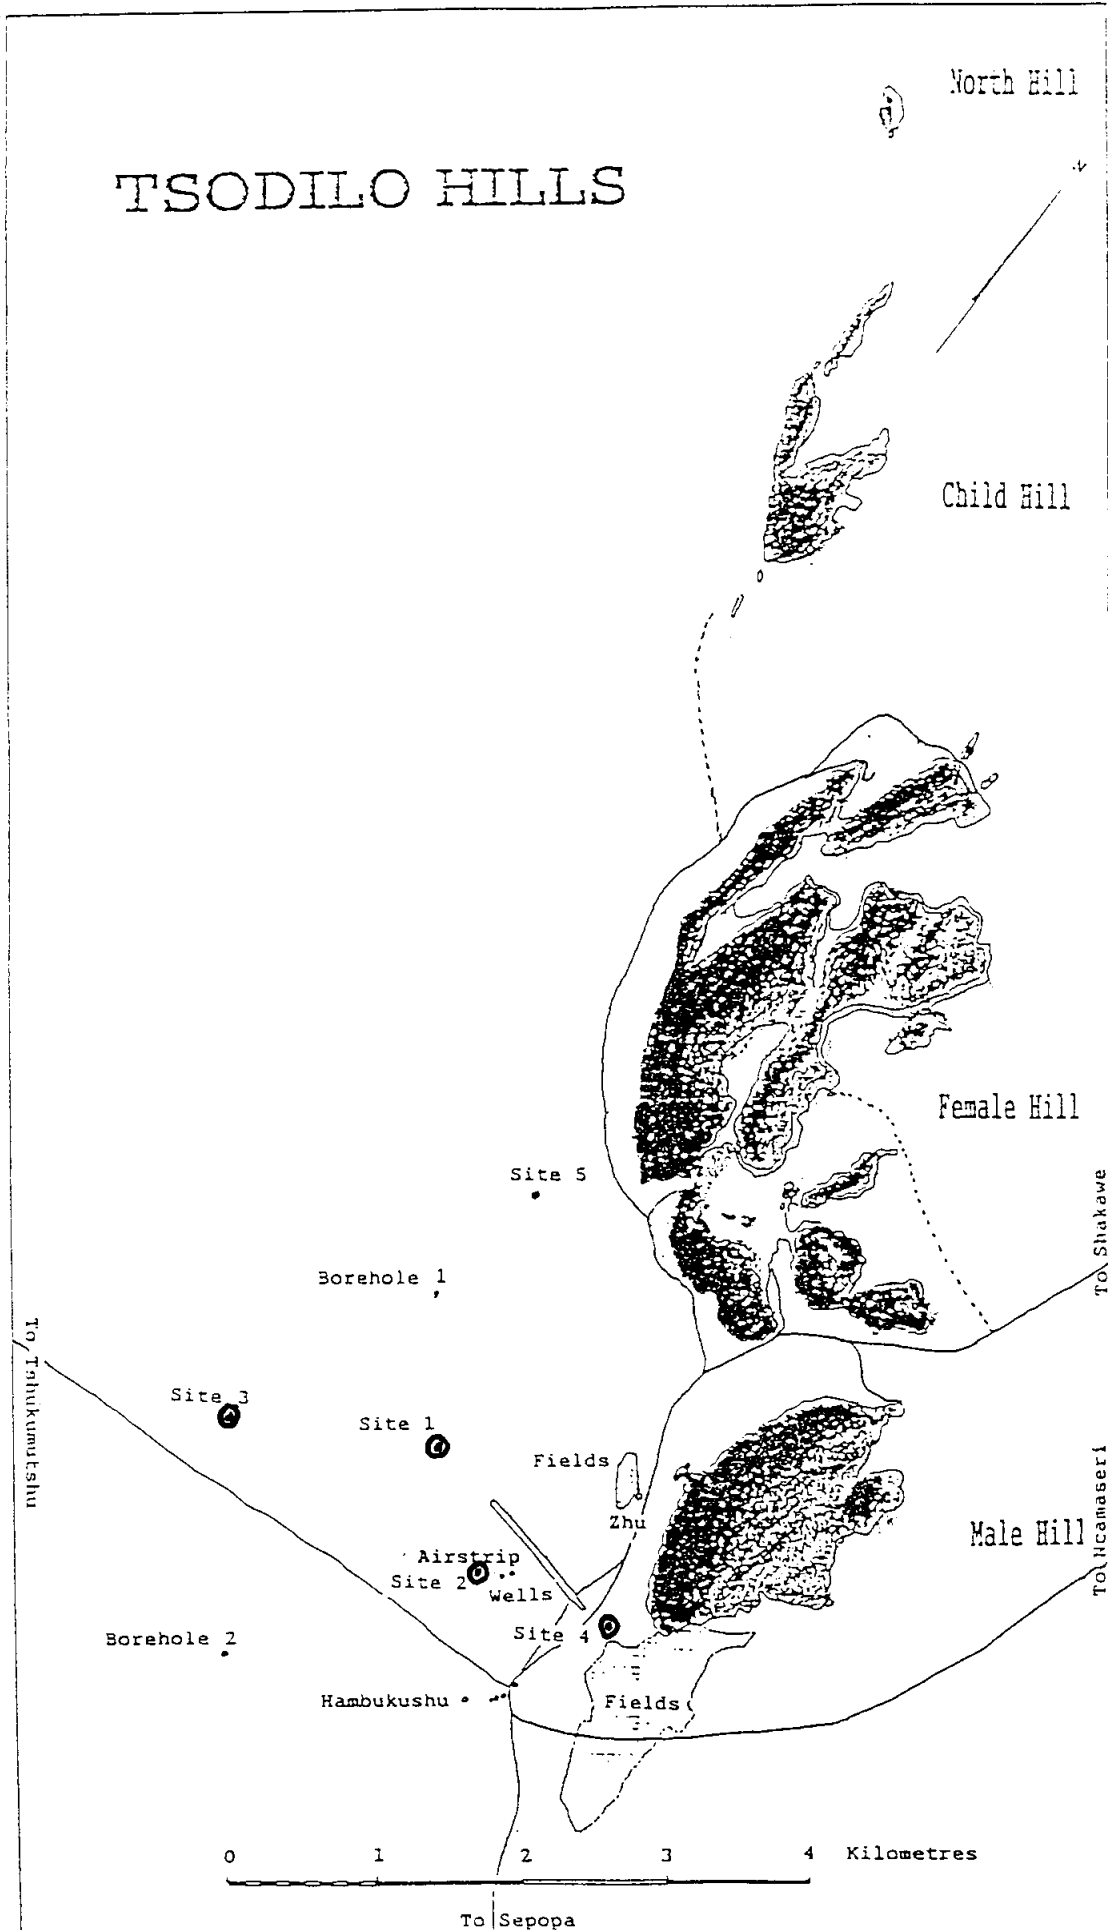 North Hill
N
TSODILO HILLS
Child Hill
Female Hill
To Shakawe
Site 5
Borehole 1
To Tshukumutshu
Site 3
Site 1
Fields
Zhu
Male Hill
To Ncamaseri
Airstrip
Site 2
Wells
Site 4
Borehole 2
Hambukushu
Fields
0 1 2 3 4 Kilometres
To Sepopa